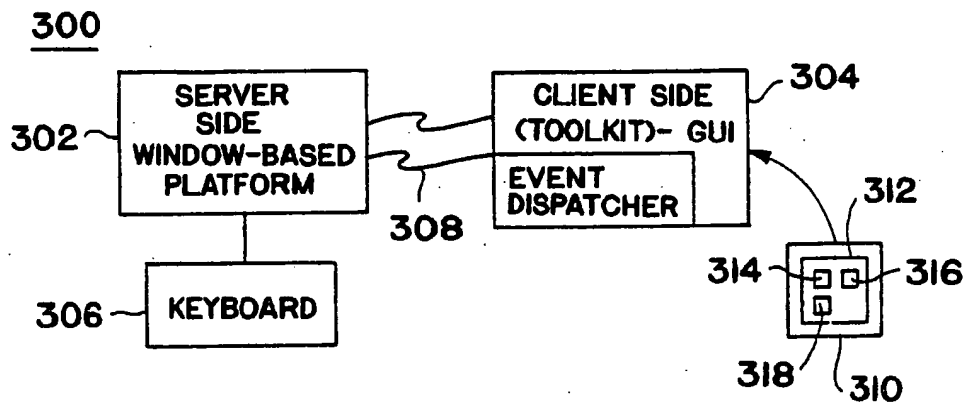 300
SERVER
SIDE
WINDOW-BASED
PLATFORM
302
CLIENT SIDE
(TOOLKIT)- GUI
304
EVENT
DISPATCHER
308
312
314
316
306
KEYBOARD
318
310